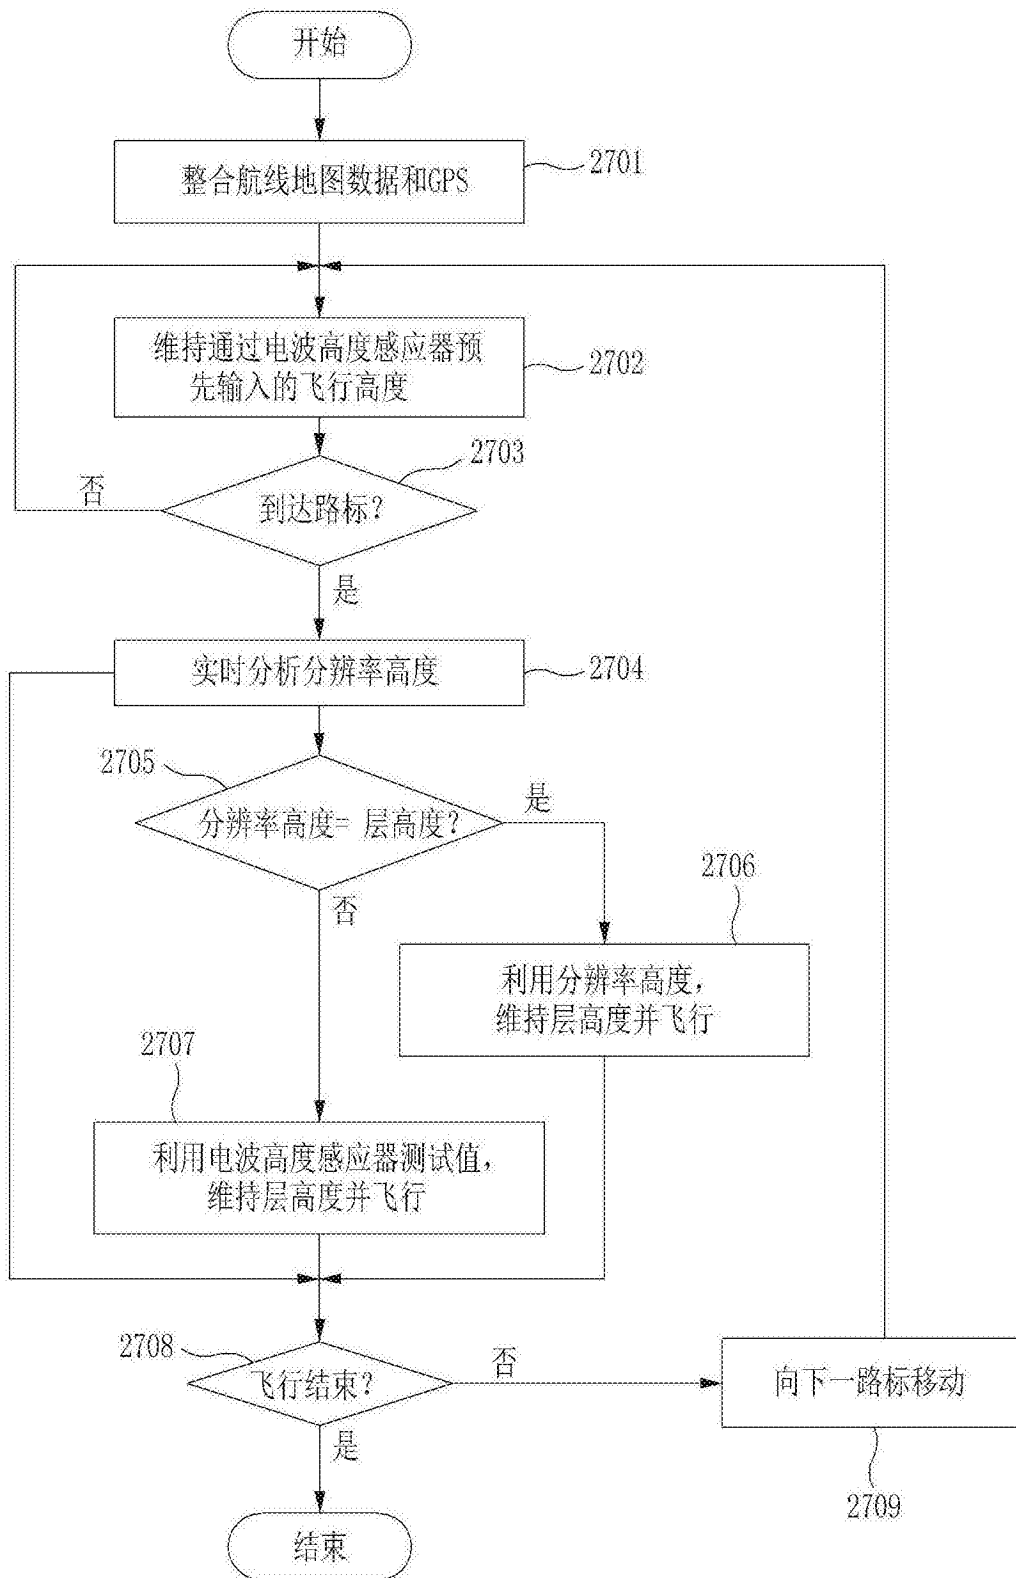 开始
整合航线地图数据和GPS
2701
维持通过电波高度感应器预
先输入的飞行高度
2702
2703
否
到达路标?
是
实时分析分辨率高度
2704
2705
分辨率高度= 层高度?
是
否
2706
利用分辨率高度,
维持层高度并飞行
2707
利用电波高度感应器测试值,
维持层高度并飞行
2708
飞行结束?
否
向下一路标移动
是
2709
结束